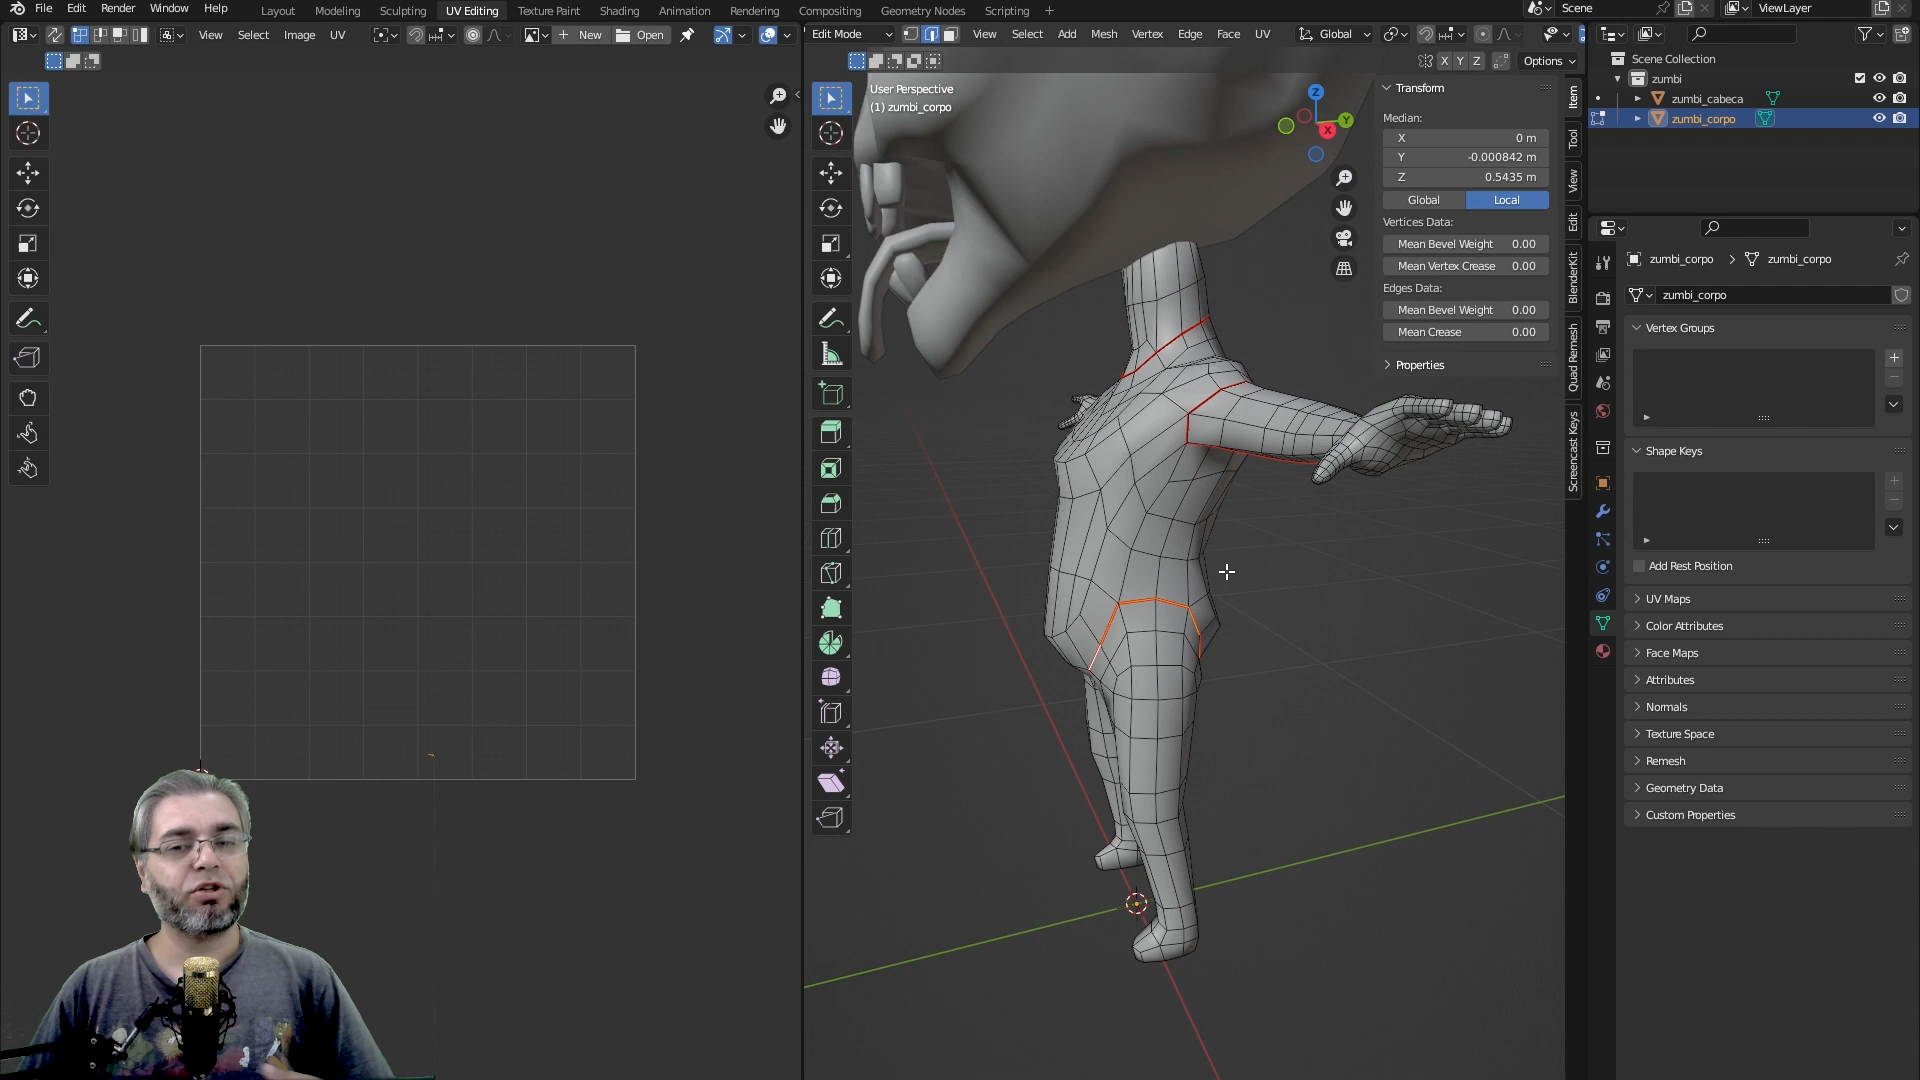 File Edit Render Window Help Layout Modeling Sculpting UV Editing Texture Paint Shading Animation Rendering Compositing Geometry Nodes Scripting + Scene ViewLayer
View Select Image UV New Open Edit Mode View Select Add Mesh Vertex Edge Face UV Global
X Y Z Options
User Perspective
(1) zumbi_corpo
Z
Y
X
Transform
Median:
X 0 m
Y -0.000842 m
Z 0.5435 m
Global Local
Vertices Data:
Mean Bevel Weight 0.00
Mean Vertex Crease 0.00
Edges Data:
Mean Bevel Weight 0.00
Mean Crease 0.00
Properties
Item
Tool
View
Edit
BlenderKit
Quad Remesh
Screencast Keys
Scene Collection
zumbi
zumbi_cabeca
zumbi_corpo
zumbi_corpo > zumbi_corpo
zumbi_corpo
Vertex Groups
Shape Keys
Add Rest Position
UV Maps
Color Attributes
Face Maps
Attributes
Normals
Texture Space
Remesh
Geometry Data
Custom Properties